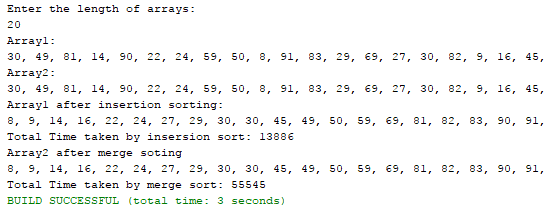 Enter the length of arrays:
20
Array1:
30, 49, 81, 14, 90, 22, 24, 59, 50, 8, 91, 83, 29, 69, 27, 30, 82, 9, 16, 45,
Array2:
30, 49, 81, 14, 90, 22, 24, 59, 50, 8, 91, 83, 29, 69, 27, 30, 82, 9, 16, 45,
Array1 after insertion sorting:
8, 9, 14, 16, 22, 24, 27, 29, 30, 30, 45, 49, 50, 59, 69, 81, 82, 83, 90, 91,
Total Time taken by insersion sort: 13886
Array2 after merge soting
8, 9, 14, 16, 22, 24, 27, 29, 30, 30, 45, 49, 50, 59, 69, 81, 82, 83, 90, 91,
Total Time taken by merge sort: 55545
BUILD SUCCESSFUL (total time: 3 seconds)